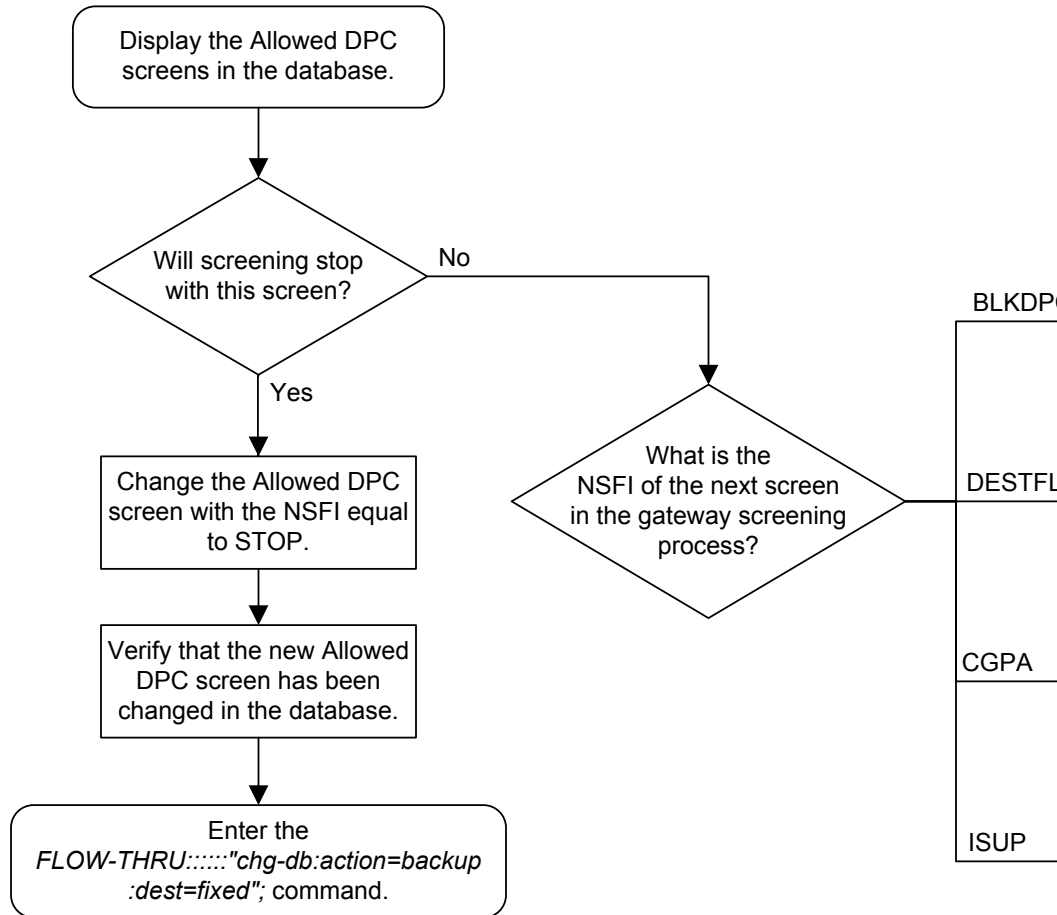 Display the Allowed DPC
screens in the database.
Will screening stop
with this screen?
No
Yes
Change the Allowed DPC
screen with the NSFI equal
to STOP.
Verify that the new Allowed
DPC screen has been
changed in the database.
Enter the
FLOW-THRU::::::"chg-db:action=backup
:dest=fixed"; command.
What is the
NSFI of the next screen
in the gateway screening
process?
CGPA
ISUP